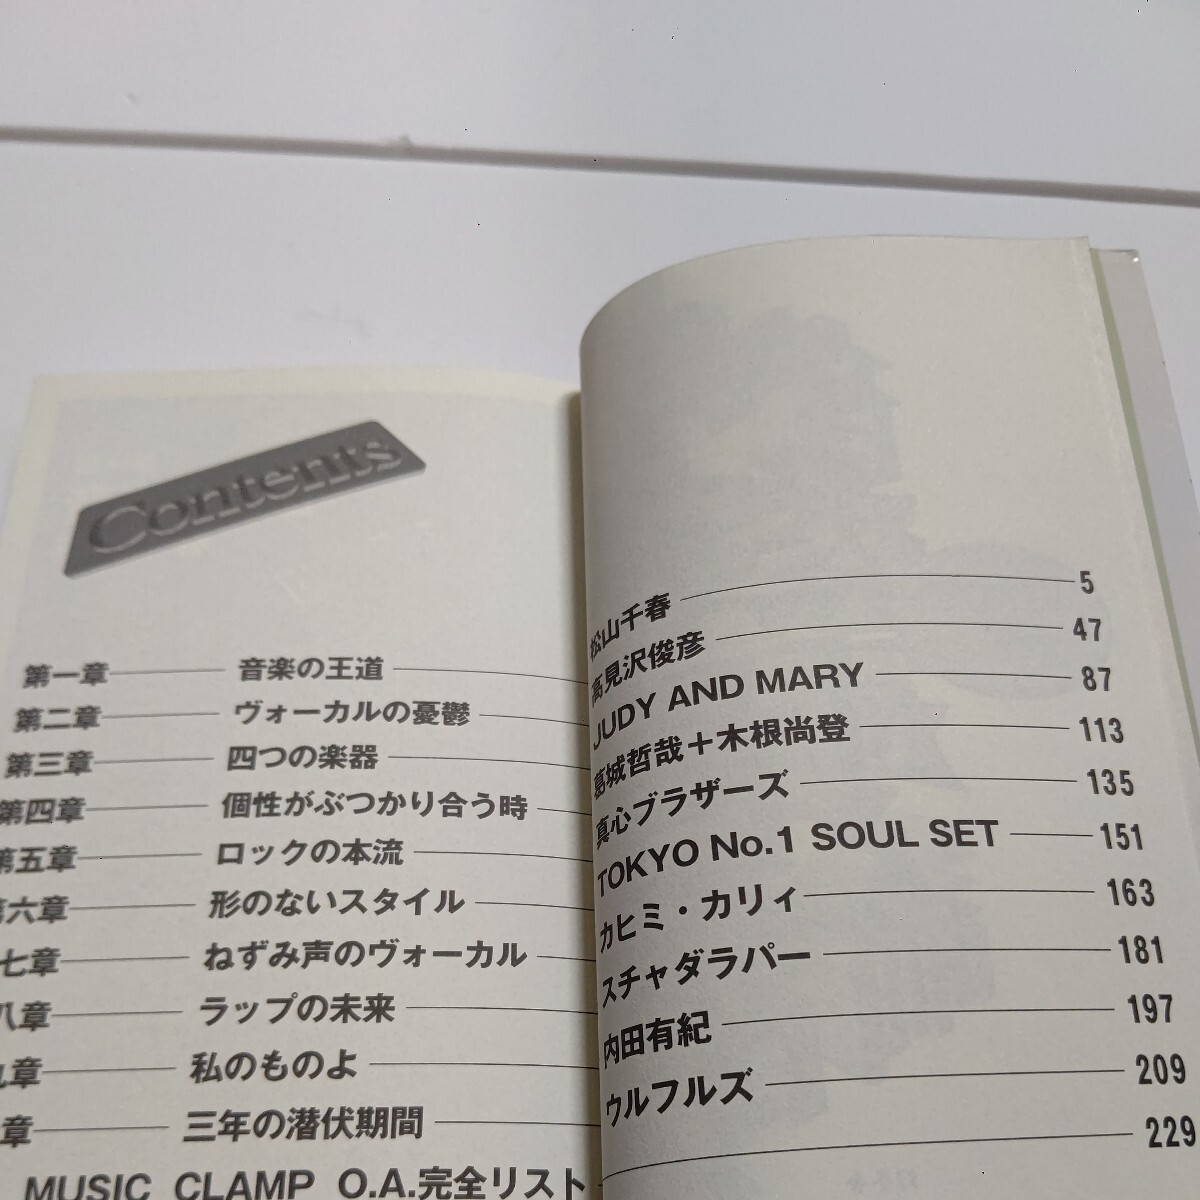 Contents
第一章 音楽の王道 松山千春 5
第二章 ヴォーカルの憂鬱 高見沢俊彦 47
第三章 四つの楽器 JUDY AND MARY 87
第四章 個性がぶつかり合う時 葛城哲哉+木根尚登 113
第五章 ロックの本流 真心ブラザーズ 135
六章 形のないスタイル TOKYO No.1 SOUL SET 151
七章 ねずみ声のヴォーカル カヒミ・カリィ 163
八章 ラップの未来 スチャダラパー 181
九章 私のものよ 内田有紀 197
章 三年の潜伏期間 ウルフルズ 209
MUSIC CLAMP O.A.完全リスト 229